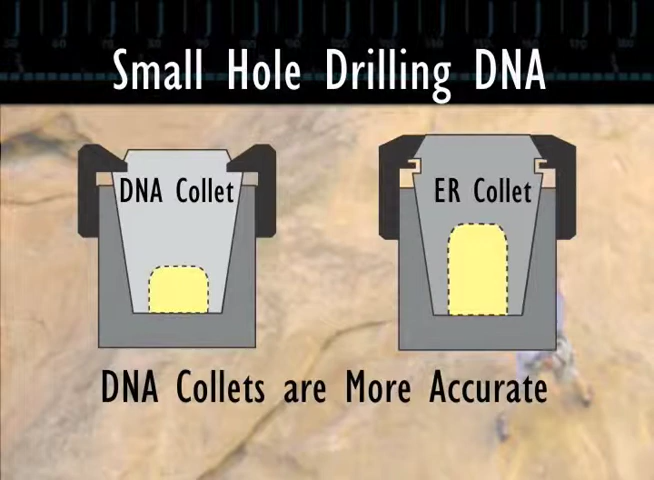 Small Hole Drilling DNA
DNA Collet
ER Collet
DNA Collets are More Accurate